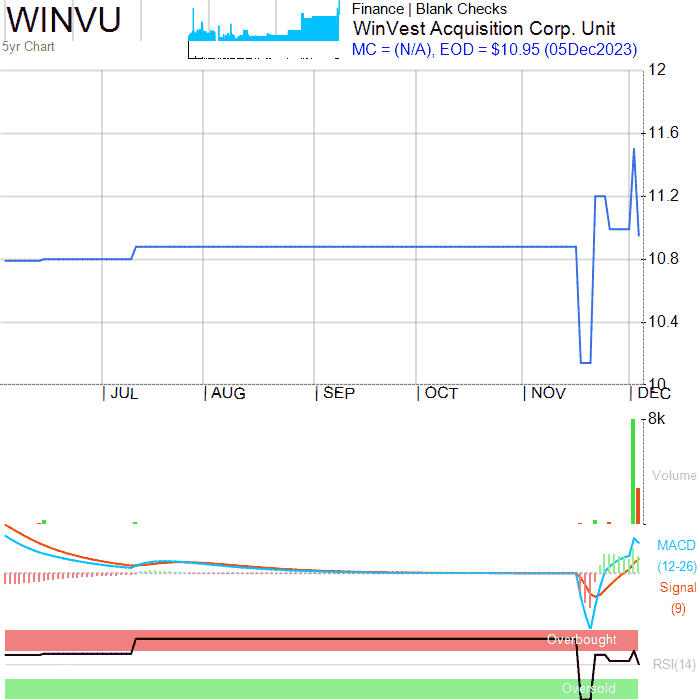 WINVU
5yr Chart
Finance | Blank Checks
WinVest Acquisition Corp. Unit
MC = (N/A), EOD = $10.95 (05Dec2023)
12
11.6
11.2
10.8
10.4
10
| JUL | AUG | SEP | OCT | NOV | DEC
8k
Volume
MACD
(12-26)
Signal
(9)
Overbought
RSI(14)
Oversold